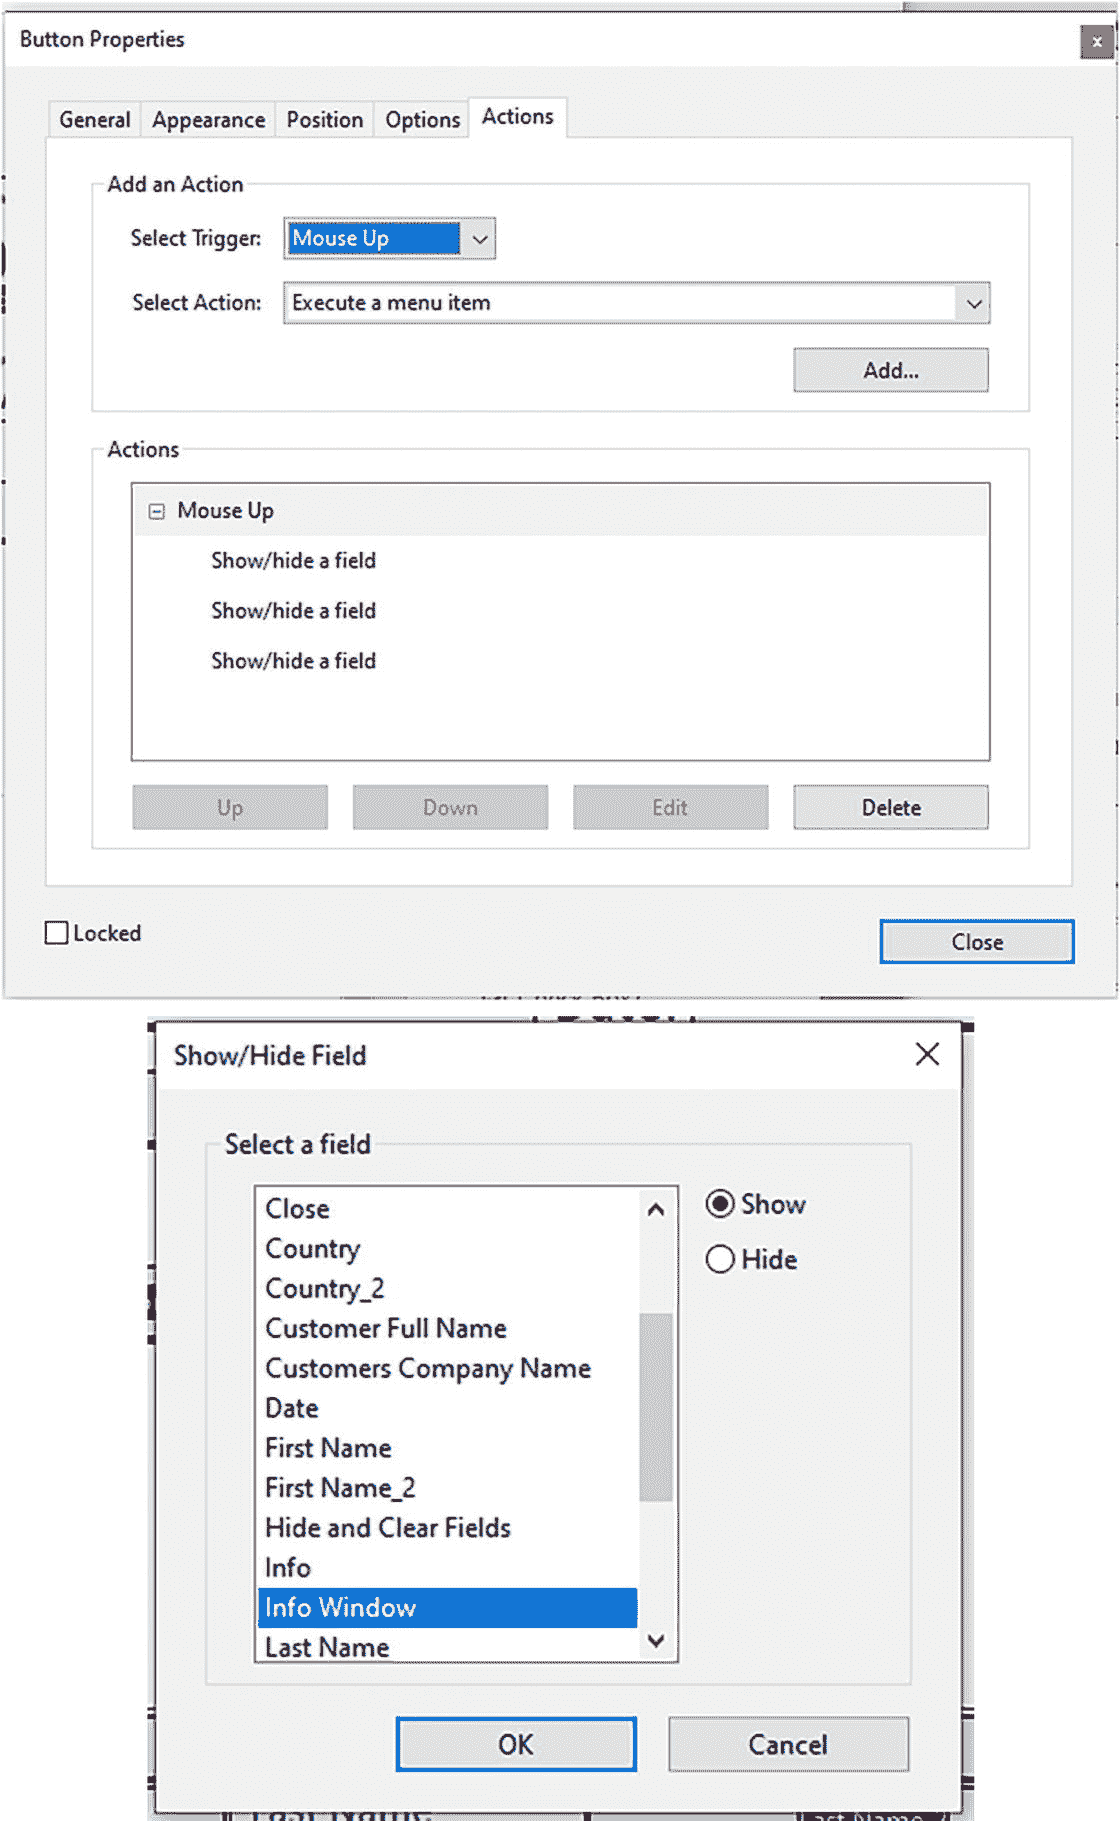 Button Properties
x
General Appearance Position Options Actions
Add an Action
Select Trigger: Mouse Up
Select Action: Execute a menu item
Add...
Actions
Mouse Up
Show/hide a field
Show/hide a field
Show/hide a field
Up Down Edit Delete
Locked
Close
Show/Hide Field
Select a field
Close
Show
Country
Hide
Country_2
Customer Full Name
Customers Company Name
Date
First Name
First Name_2
Hide and Clear Fields
Info
Info Window
Last Name
OK Cancel
Last Name